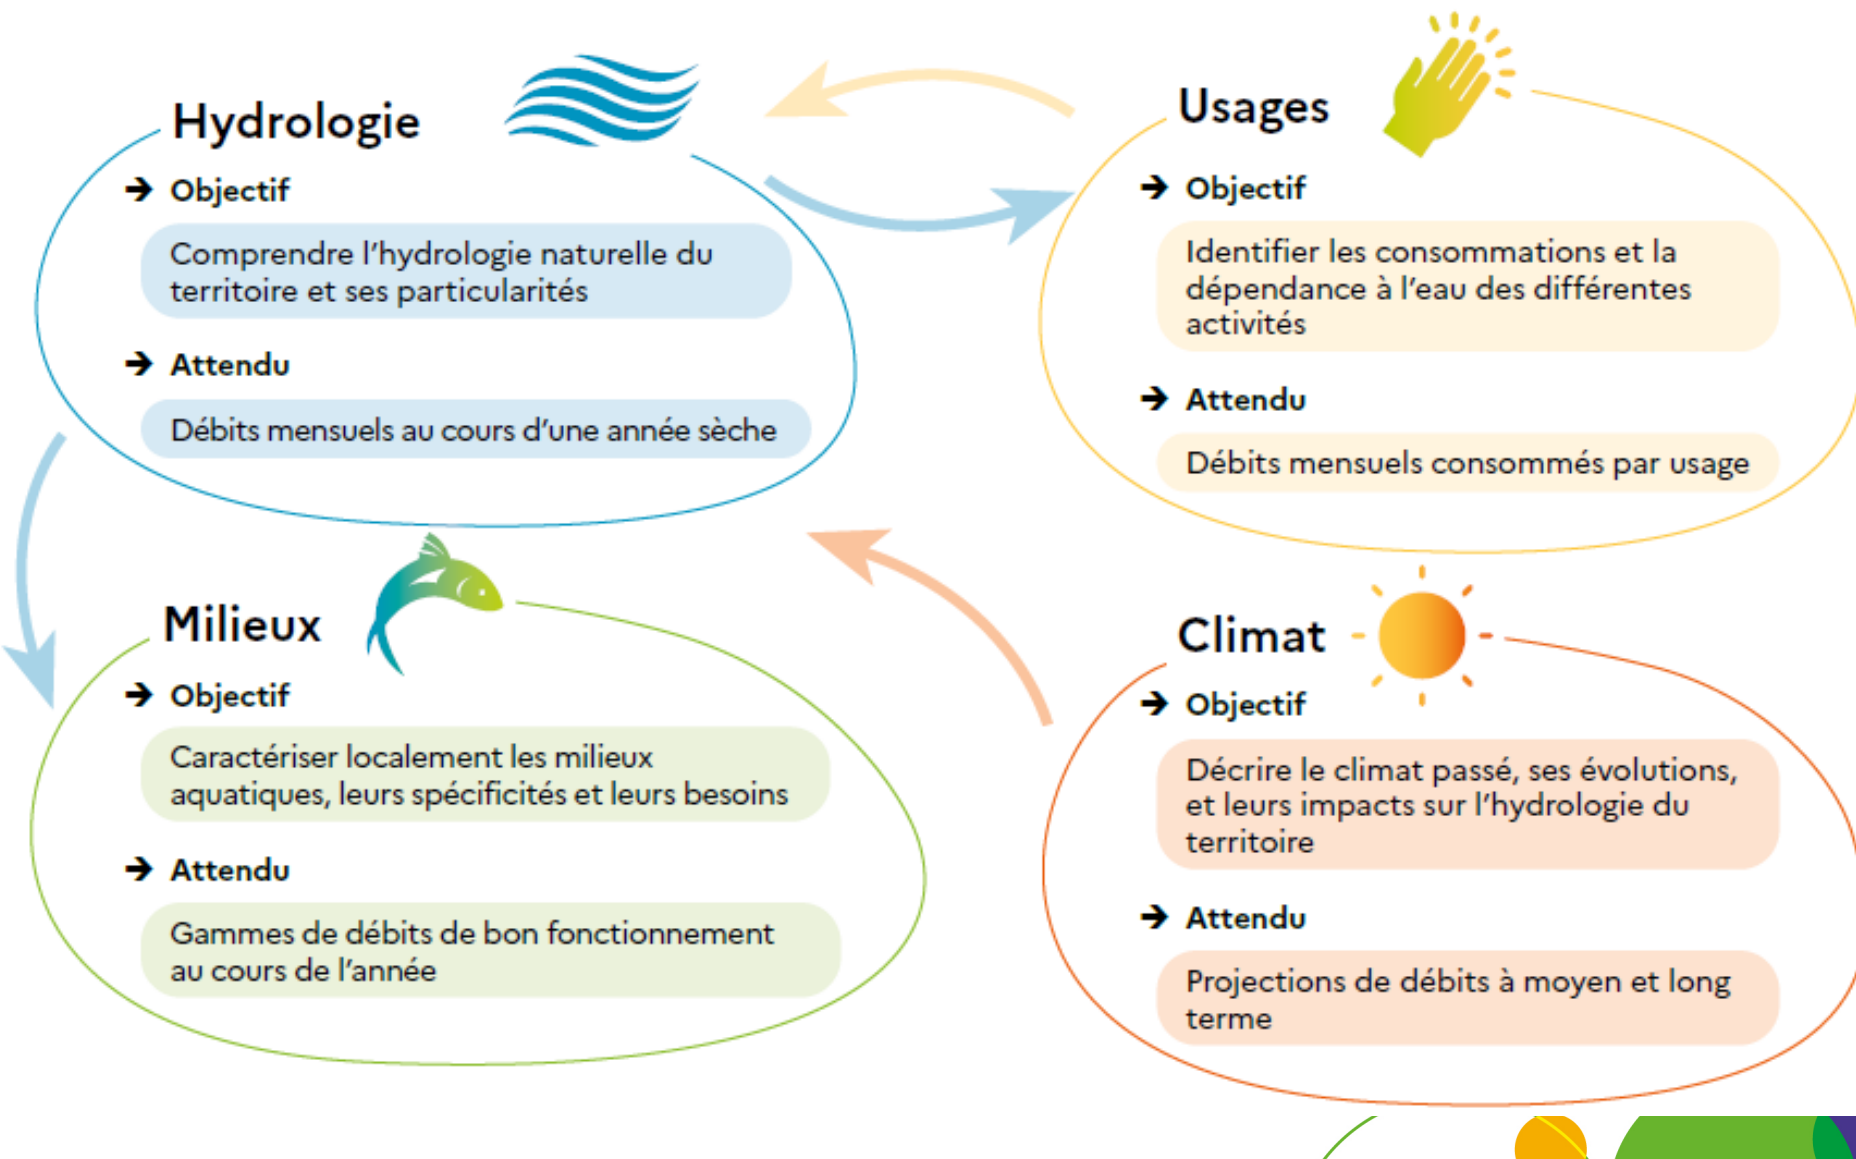 Hydrologie
➔ Objectif
Comprendre l'hydrologie naturelle du
territoire et ses particularités
➔ Attendu
Débits mensuels au cours d'une année sèche
Usages
➔ Objectif
Identifier les consommations et la
dépendance à l'eau des différentes
activités
➔ Attendu
Débits mensuels consommés par usage
Milieux
➔ Objectif
Caractériser localement les milieux
aquatiques, leurs spécificités et leurs besoins
➔ Attendu
Gammes de débits de bon fonctionnement
au cours de l'année
Climat
➔ Objectif
Décrire le climat passé, ses évolutions,
et leurs impacts sur l'hydrologie du
territoire
➔ Attendu
Projections de débits à moyen et long
terme